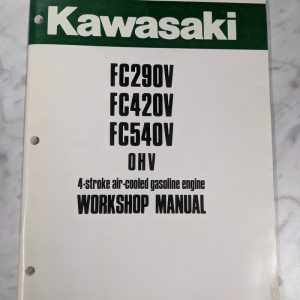 Kawasaki
FC290V
FC420V
FC540V
OHV
4-stroke air-cooled gasoline engine
WORKSHOP MANUAL